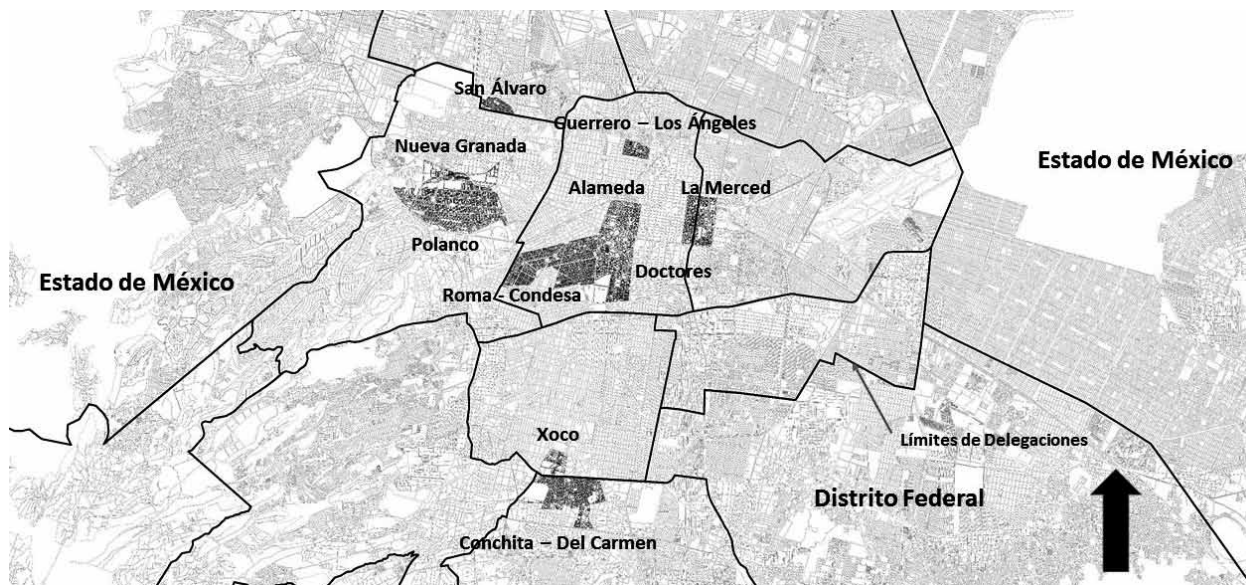 San Álvaro
Guerrero – Los Ángeles
Nueva Granada
Estado de México
Alameda
La Merced
Polanco
Estado de México
Doctores
Roma - Condesa
Xoco
Límites de Delegaciones
Distrito Federal
Conchita – Del Carmen